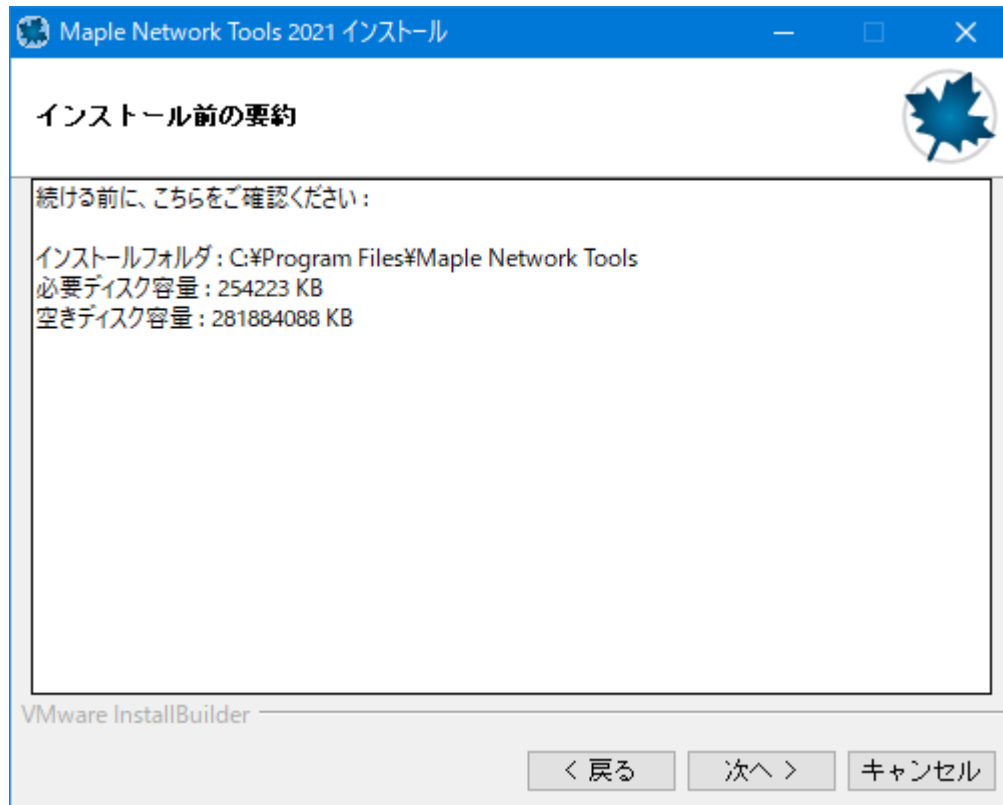 Maple Network Tools 2021 インストール
インストール前の要約
続ける前に、こちらをご確認ください :
インストールフォルダ : C:¥Program Files¥Maple Network Tools
必要ディスク容量 : 254223 KB
空きディスク容量 : 281884088 KB
VMware InstallBuilder
< 戻る 次へ > キャンセル